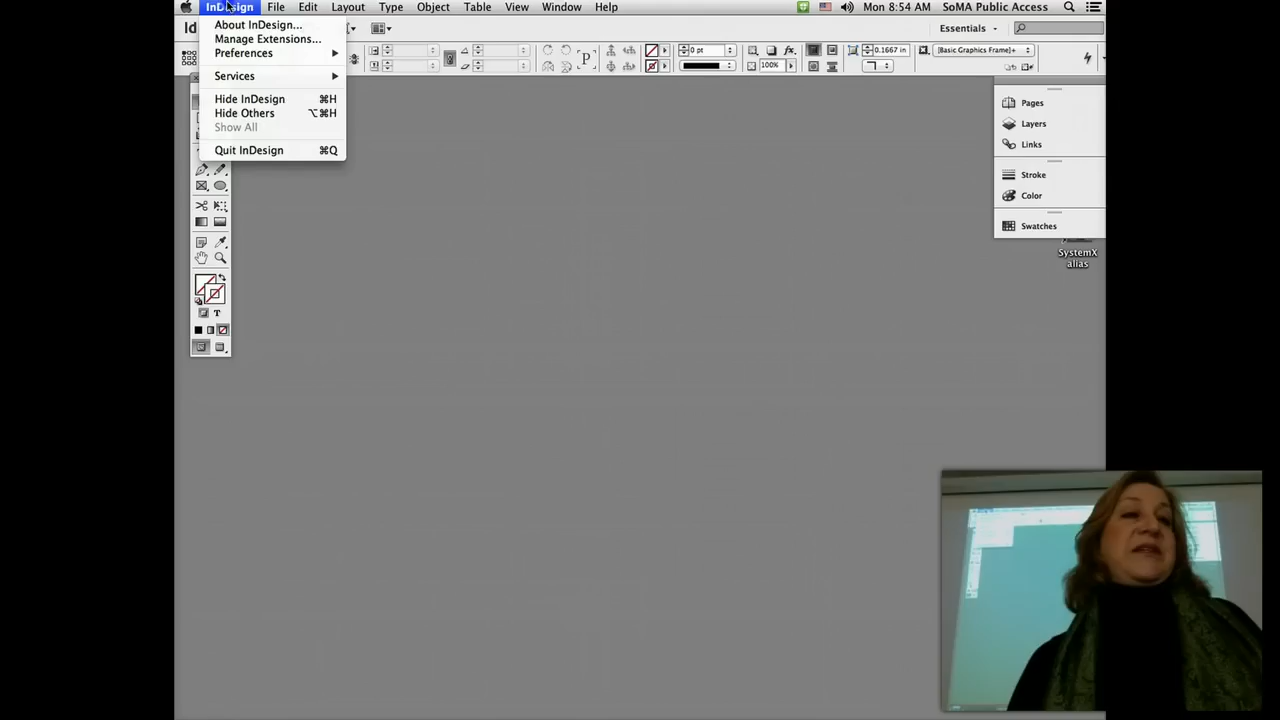 InDesign File Edit Layout Type Object Table View Window Help Mon 8:54 AM SoMA Public Access
Id Essentials
About InDesign...
Manage Extensions...
Preferences
Services
Hide InDesign ⌘H
Hide Others ⌥⌘H
Show All
Quit InDesign ⌘Q
P 0 pt fx. 0.1667 in [Basic Graphics Frame]+
100%
Pages
Layers
Links
Stroke
Color
Swatches
SystemX
alias
T